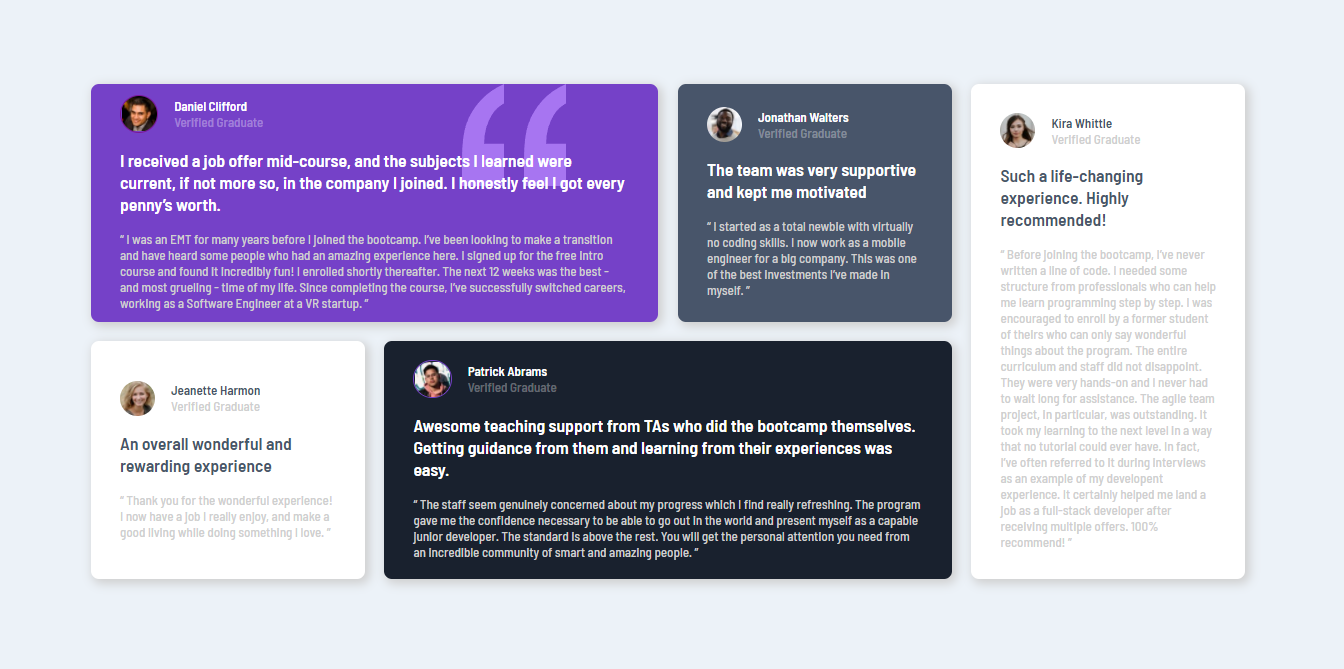 Daniel Clifford
Verified Graduate
I received a job offer mid-course, and the subjects I learned were
current, if not more so, in the company I joined. I honestly feel I got every
penny’s worth.
“ I was an EMT for many years before I joined the bootcamp. I’ve been looking to make a transition
and have heard some people who had an amazing experience here. I signed up for the free intro
course and found it incredibly fun! I enrolled shortly thereafter. The next 12 weeks was the best -
and most grueling - time of my life. Since completing the course, I’ve successfully switched careers,
working as a Software Engineer at a VR startup. ”
Jonathan Walters
Verified Graduate
The team was very supportive
and kept me motivated
“ I started as a total newbie with virtually
no coding skills. I now work as a mobile
engineer for a big company. This was one
of the best investments I’ve made in
myself. ”
Kira Whittle
Verified Graduate
Such a life-changing
experience. Highly
recommended!
“ Before joining the bootcamp, I’ve never
written a line of code. I needed some
structure from professionals who can help
me learn programming step by step. I was
encouraged to enroll by a former student
of theirs who can only say wonderful
things about the program. The entire
curriculum and staff did not disappoint.
They were very hands-on and I never had
to wait long for assistance. The agile team
project, in particular, was outstanding. It
took my learning to the next level in a way
that no tutorial could ever have. In fact,
I’ve often referred to it during interviews
as an example of my developent
experience. It certainly helped me land a
job as a full-stack developer after
receiving multiple offers. 100%
recommend! ”
Jeanette Harmon
Verified Graduate
An overall wonderful and
rewarding experience
“ Thank you for the wonderful experience!
I now have a job I really enjoy, and make a
good living while doing something I love. ”
Patrick Abrams
Verified Graduate
Awesome teaching support from TAs who did the bootcamp themselves.
Getting guidance from them and learning from their experiences was
easy.
“ The staff seem genuinely concerned about my progress which I find really refreshing. The program
gave me the confidence necessary to be able to go out in the world and present myself as a capable
junior developer. The standard is above the rest. You will get the personal attention you need from
an incredible community of smart and amazing people. ”